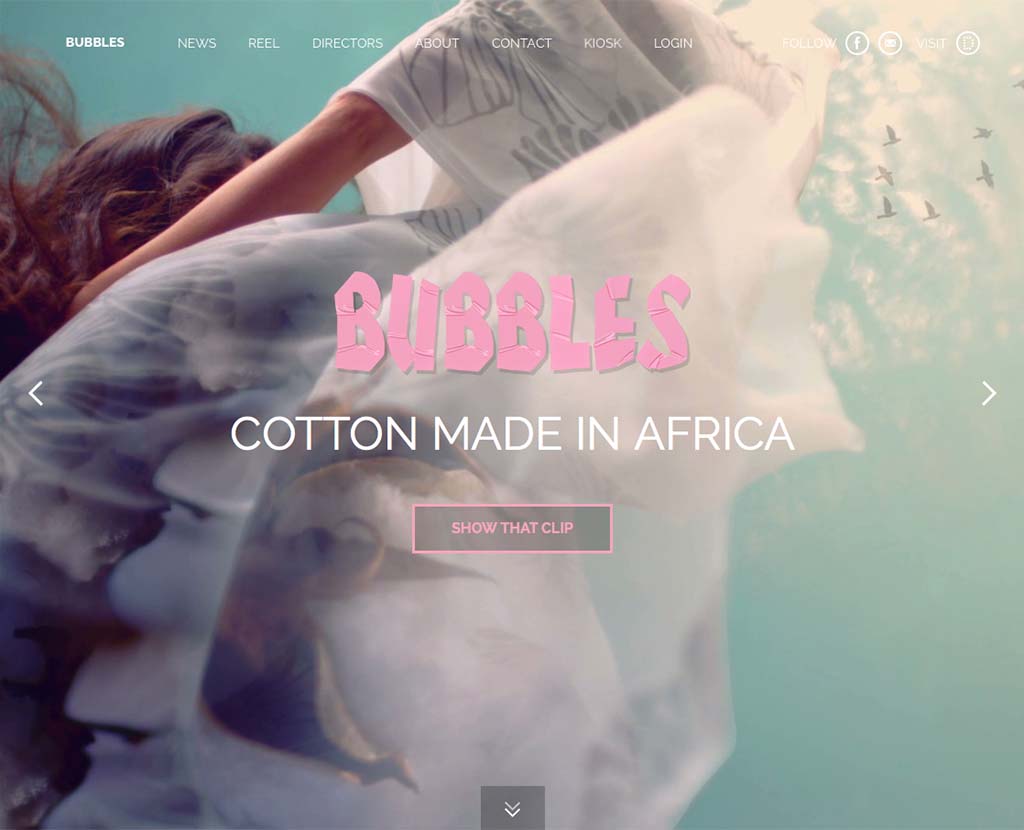 BUBBLES NEWS REEL DIRECTORS ABOUT CONTACT KIOSK LOGIN FOLLOW f VISIT
BUBBLES
COTTON MADE IN AFRICA
SHOW THAT CLIP